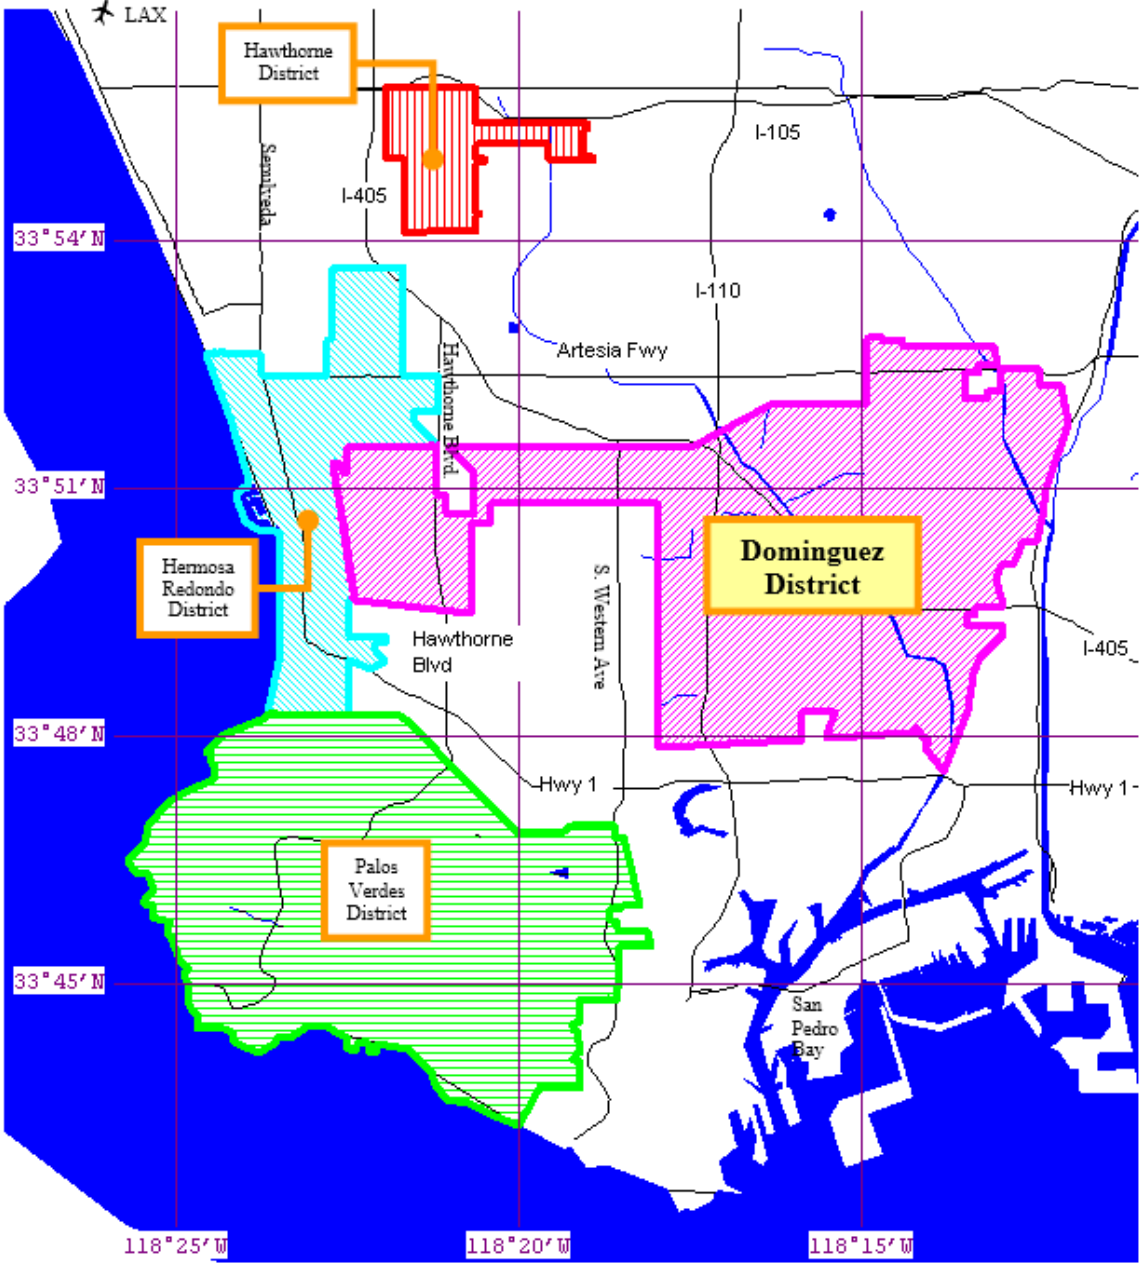 LAX
Hawthorne
District
I-105
Sepulveda
I-405
33°54′N
I-110
Artesia Fwy
Hawthorne Blvd.
33°51′N
Dominguez
District
Hermosa
Redondo
District
S. Western Ave
Hawthorne
Blvd
I-405
33°48′N
Hwy 1
Hwy 1
Palos
Verdes
District
33°45′N
San
Pedro
Bay
118°25′W
118°20′W
118°15′W